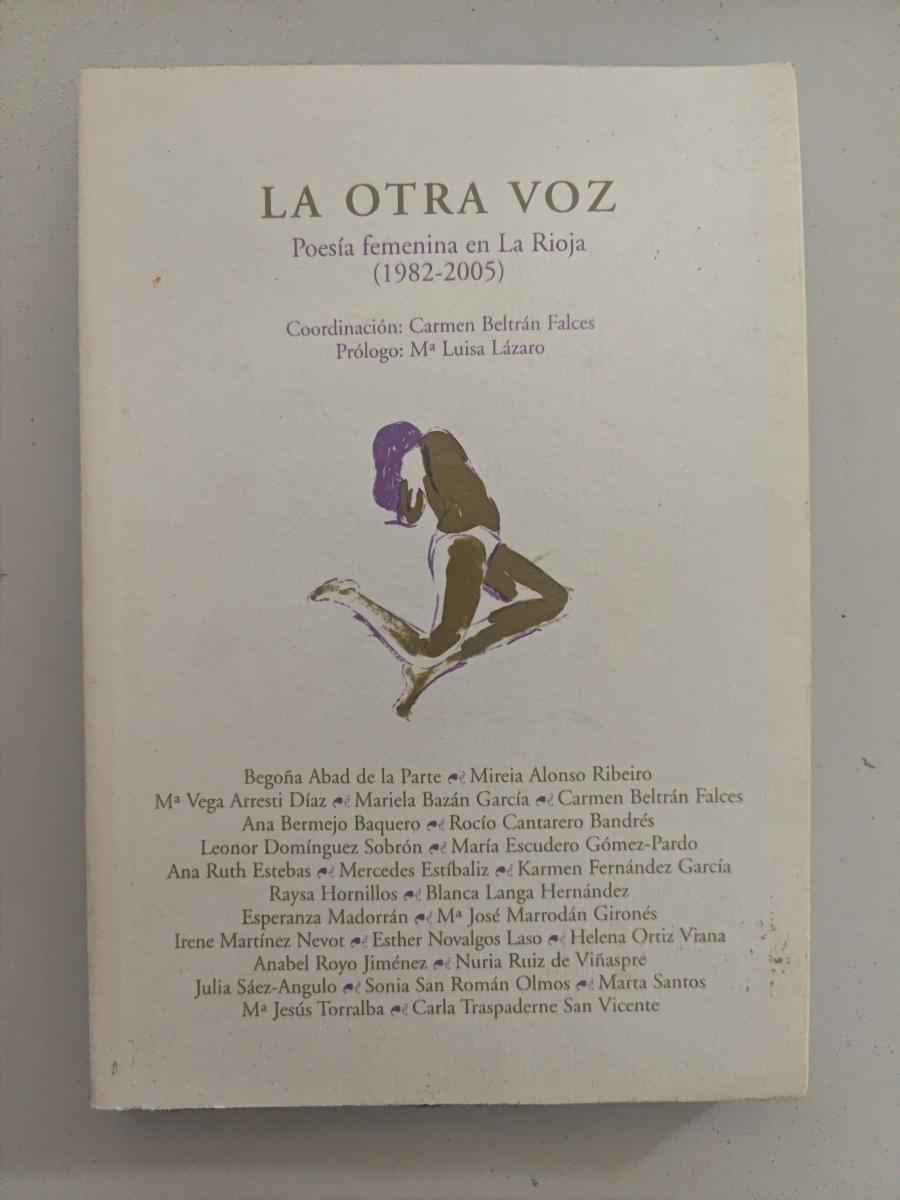 LA OTRA VOZ
Poesía femenina en La Rioja
(1982-2005)
Coordinación: Carmen Beltrán Falces
Prólogo: Mª Luisa Lázaro
Begoña Abad de la Parte Mireia Alonso Ribeiro
Mª Vega Arresti Díaz Mariela Bazán García Carmen Beltrán Falces
Ana Bermejo Baquero Rocío Cantarero Bandrés
Leonor Domínguez Sobrón María Escudero Gómez-Pardo
Ana Ruth Estebas Mercedes Estíbaliz Karmen Fernández García
Raysa Hornillos Blanca Langa Hernández
Esperanza Madorrán Mª José Marrodán Gironés
Irene Martínez Nevot Esther Novalgos Laso Helena Ortiz Viana
Anabel Royo Jiménez Nuria Ruiz de Viñaspre
Julia Sáez-Angulo Sonia San Román Olmos Marta Santos
Mª Jesús Torralba Carla Traspaderne San Vicente